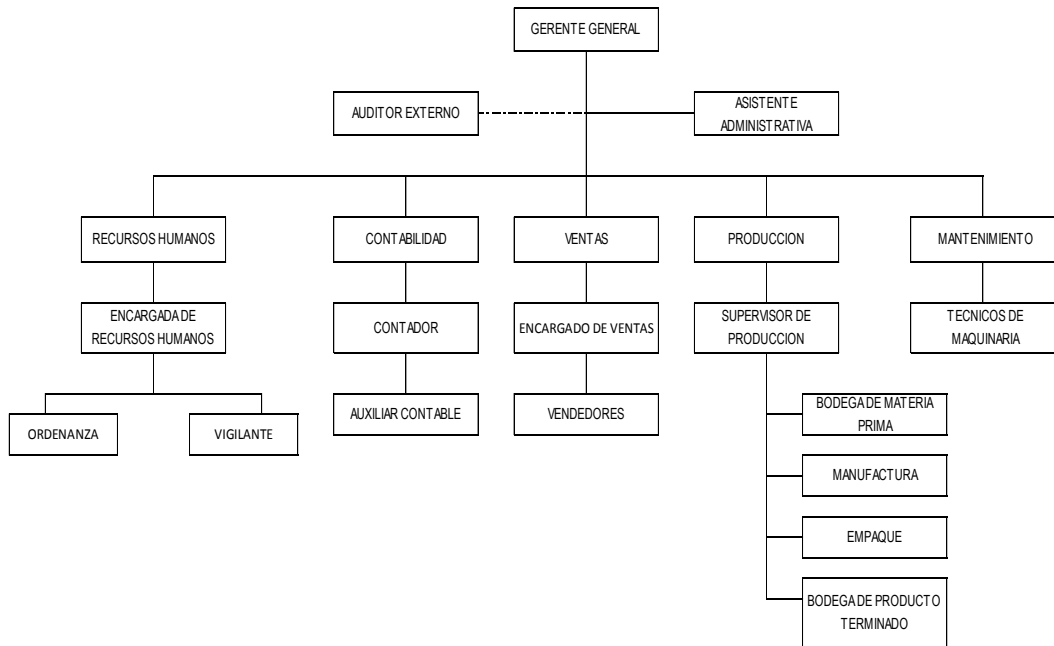 GERENTE GENERAL
AUDITOR EXTERNO
ASISTENTE
ADMINISTRATIVA
RECURSOS HUMANOS
CONTABILIDAD
VENTAS
PRODUCCION
MANTENIMIENTO
ENCARGADA DE
RECURSOS HUMANOS
CONTADOR
ENCARGADO DE VENTAS
SUPERVISOR DE
PRODUCCION
TECNICOS DE
MAQUINARIA
ORDENANZA
VIGILANTE
AUXILIAR CONTABLE
VENDEDORES
BODEGA DE MATERIA
PRIMA
MANUFACTURA
EMPAQUE
BODEGA DE PRODUCTO
TERMINADO